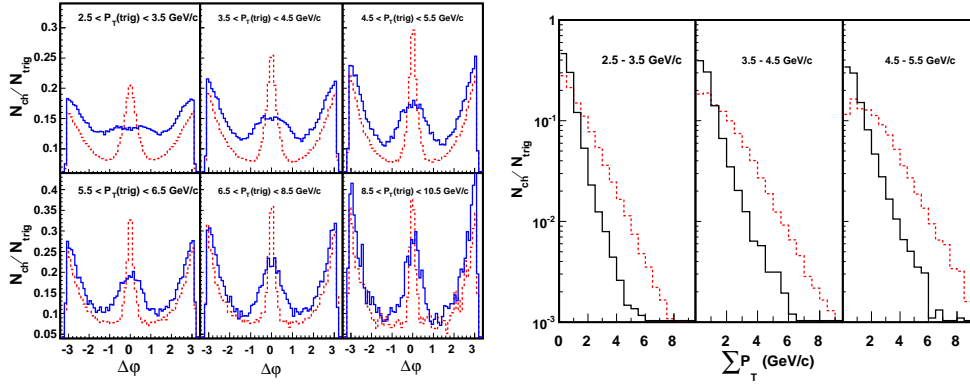 2.5 < P_T(trig) < 3.5 GeV/c
3.5 < P_T(trig) < 4.5 GeV/c
4.5 < P_T(trig) < 5.5 GeV/c
N_ch / N_trig
0.3
0.25
0.2
0.15
0.1
5.5 < P_T(trig) < 6.5 GeV/c
6.5 < P_T(trig) < 8.5 GeV/c
8.5 < P_T(trig) < 10.5 GeV/c
N_ch / N_trig
0.4
0.35
0.3
0.25
0.2
0.15
0.1
0.05
-3 -2 -1 0 1 2 3 -3 -2 -1 0 1 2 3 -3 -2 -1 0 1 2 3
Δφ Δφ Δφ
2.5 - 3.5 GeV/c
3.5 - 4.5 GeV/c
4.5 - 5.5 GeV/c
N_ch / N_trig
1
10^-1
10^-2
10^-3
0 2 4 6 8 2 4 6 8 2 4 6 8
∑P_T (GeV/c)